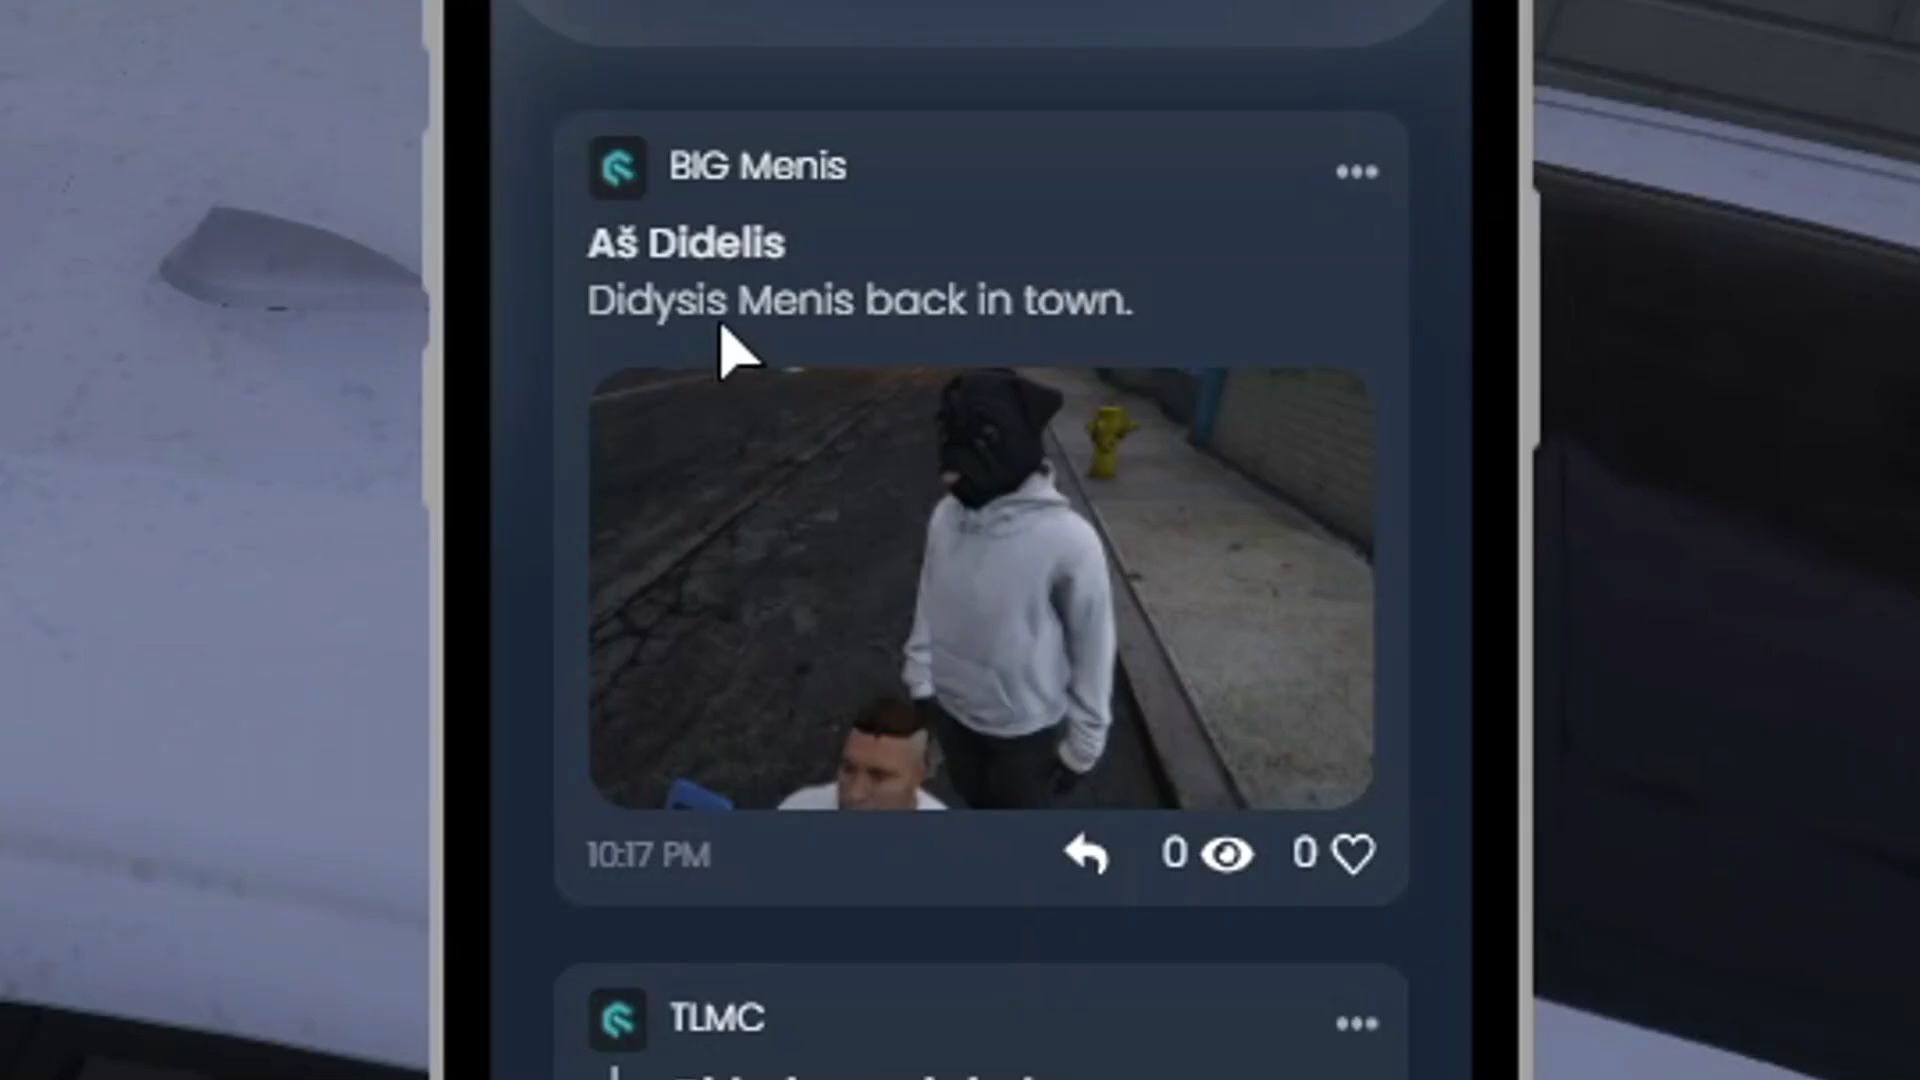 BIG Menis
Aš Didelis
Didysis Menis back in town.
10:17 PM
0
0
TLMC